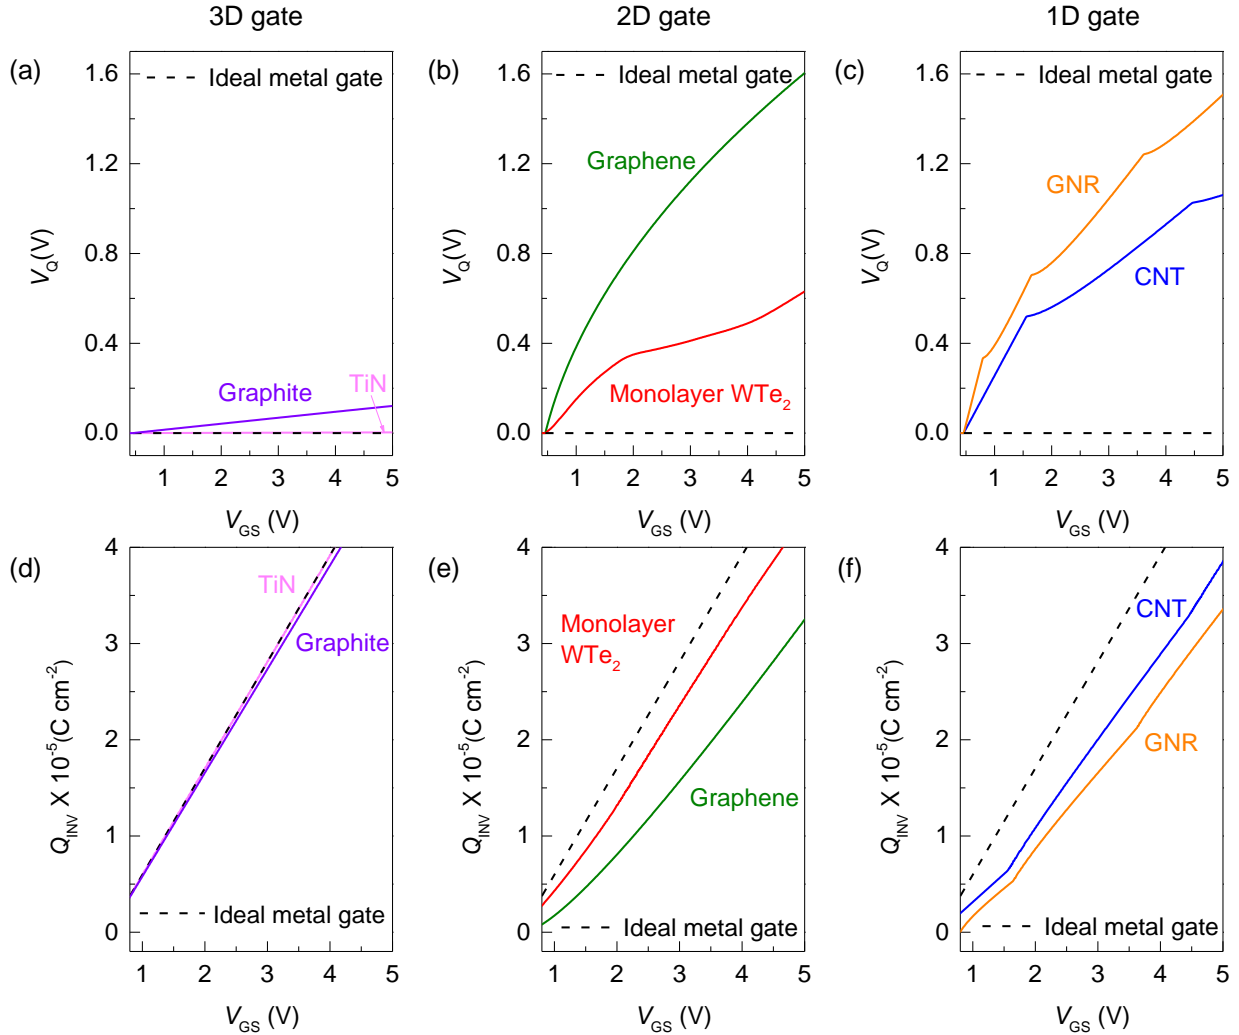 3D gate
2D gate
1D gate
(a)
Ideal metal gate
1.6
1.2
0.8
0.4
0.0
V_Q(V)
Graphite
TiN
1 2 3 4 5
V_GS (V)
(b)
Ideal metal gate
1.6
1.2
0.8
0.4
0.0
V_Q(V)
Graphene
Monolayer WTe₂
1 2 3 4 5
V_GS (V)
(c)
Ideal metal gate
1.6
1.2
0.8
0.4
0.0
V_Q(V)
GNR
CNT
1 2 3 4 5
V_GS (V)
(d)
4
3
2
1
0
Q_INV X 10⁻⁵(C cm⁻²)
TiN
Graphite
Ideal metal gate
1 2 3 4 5
V_GS (V)
(e)
4
3
2
1
0
Q_INV X 10⁻⁵(C cm⁻²)
Monolayer
WTe₂
Graphene
Ideal metal gate
1 2 3 4 5
V_GS (V)
(f)
4
3
2
1
0
Q_INV X 10⁻⁵(C cm⁻²)
CNT
GNR
Ideal metal gate
1 2 3 4 5
V_GS (V)